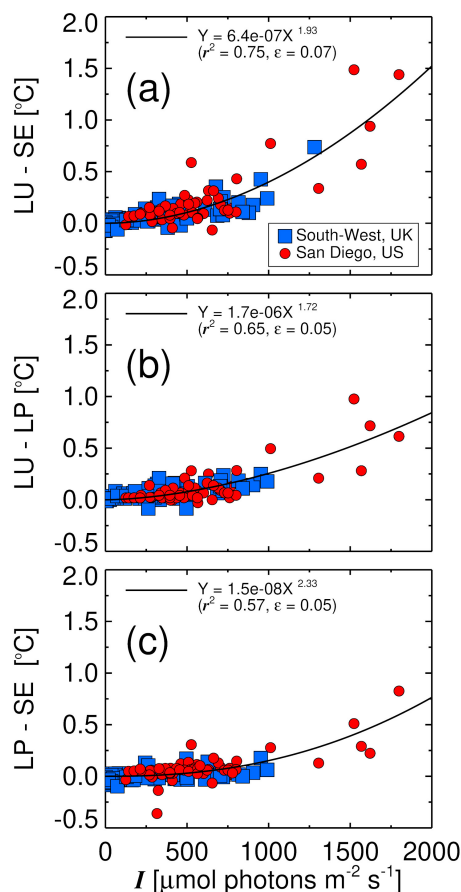 2.0
Y = 6.4e-07X 1.93
(r² = 0.75, ε = 0.07)
1.5
(a)
1.0
LU - SE [°C]
0.5
South-West, UK
San Diego, US
0.0
-0.5
2.0
Y = 1.7e-06X 1.72
(r² = 0.65, ε = 0.05)
1.5
(b)
1.0
LU - LP [°C]
0.5
0.0
-0.5
2.0
Y = 1.5e-08X 2.33
(r² = 0.57, ε = 0.05)
1.5
(c)
1.0
LP - SE [°C]
0.5
0.0
-0.5
0 500 1000 1500 2000
I [μmol photons m⁻² s⁻¹]